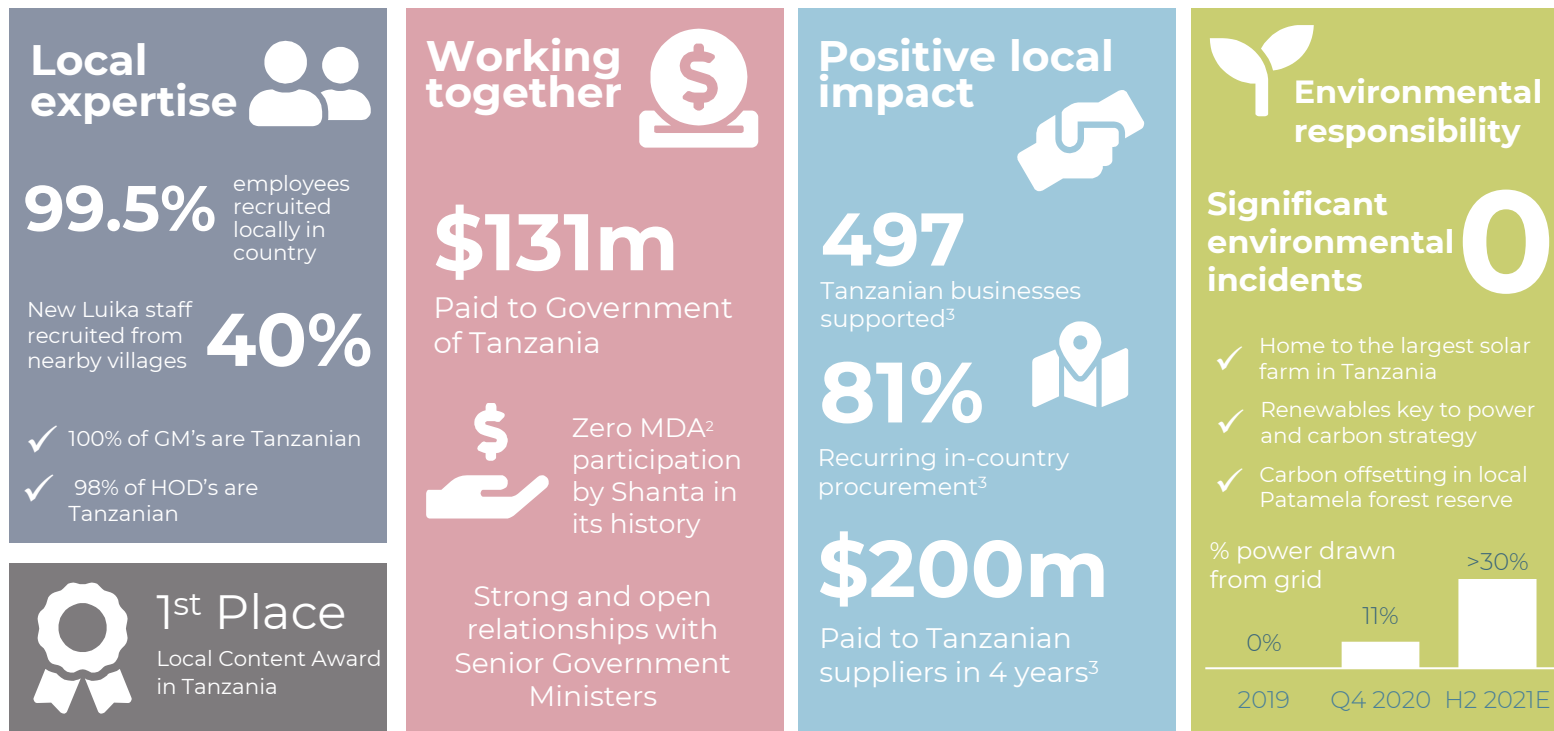 Local
expertise
99.5%
employees
recruited
locally in
country
New Luika staff
recruited from
nearby villages
40%
100% of GM's are Tanzanian
98% of HOD's are
Tanzanian
1st Place
Local Content Award
in Tanzania
Working
together
$
$131m
Paid to Government
of Tanzania
$
Zero MDA²
participation
by Shanta in
its history
Strong and open
relationships with
Senior Government
Ministers
Positive local
impact
497
Tanzanian businesses
supported³
81%
Recurring in-country
procurement³
$200m
Paid to Tanzanian
suppliers in 4 years³
Environmental
responsibility
Significant
environmental
incidents
0
Home to the largest solar
farm in Tanzania
Renewables key to power
and carbon strategy
Carbon offsetting in local
Patamela forest reserve
% power drawn
from grid
0%
11%
>30%
2019
Q4 2020
H2 2021E